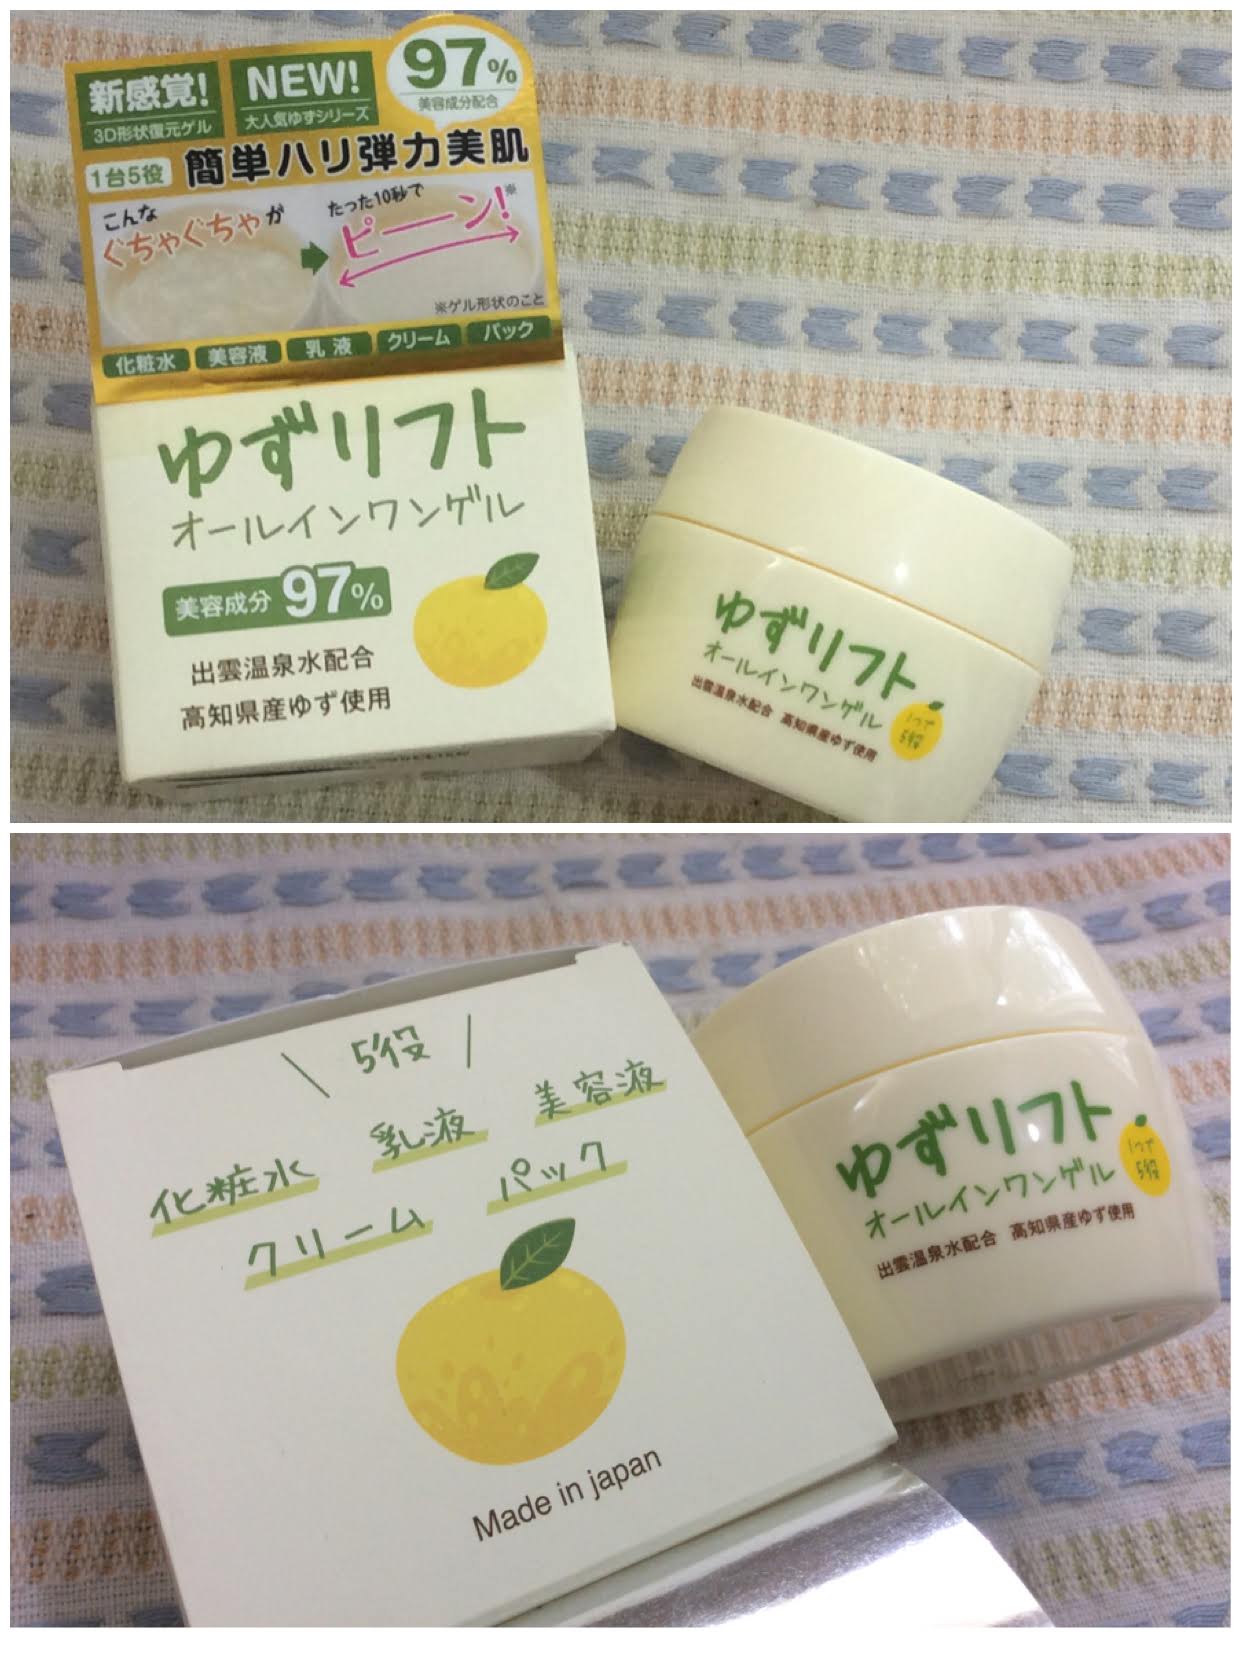 新感覚!
3D形状復元ゲル
NEW!
大人気ゆずシリーズ
97%
美容成分配合
1台5役 簡単ハリ弾力美肌
こんな
ぐちゃぐちゃが
たった10秒で
ピーーン!※
※ゲル形状のこと
化粧水 美容液 乳液 クリーム パック
ゆずリフト
オールインワンゲル
美容成分 97%
出雲温泉水配合
高知県産ゆず使用
ゆずリフト
オールインワンゲル
出雲温泉水配合 高知県産ゆず使用
1つで
5役
5役
化粧水 乳液 美容液
クリーム パック
Made in japan
ゆずリフト
オールインワンゲル
出雲温泉水配合 高知県産ゆず使用
1つで
5役